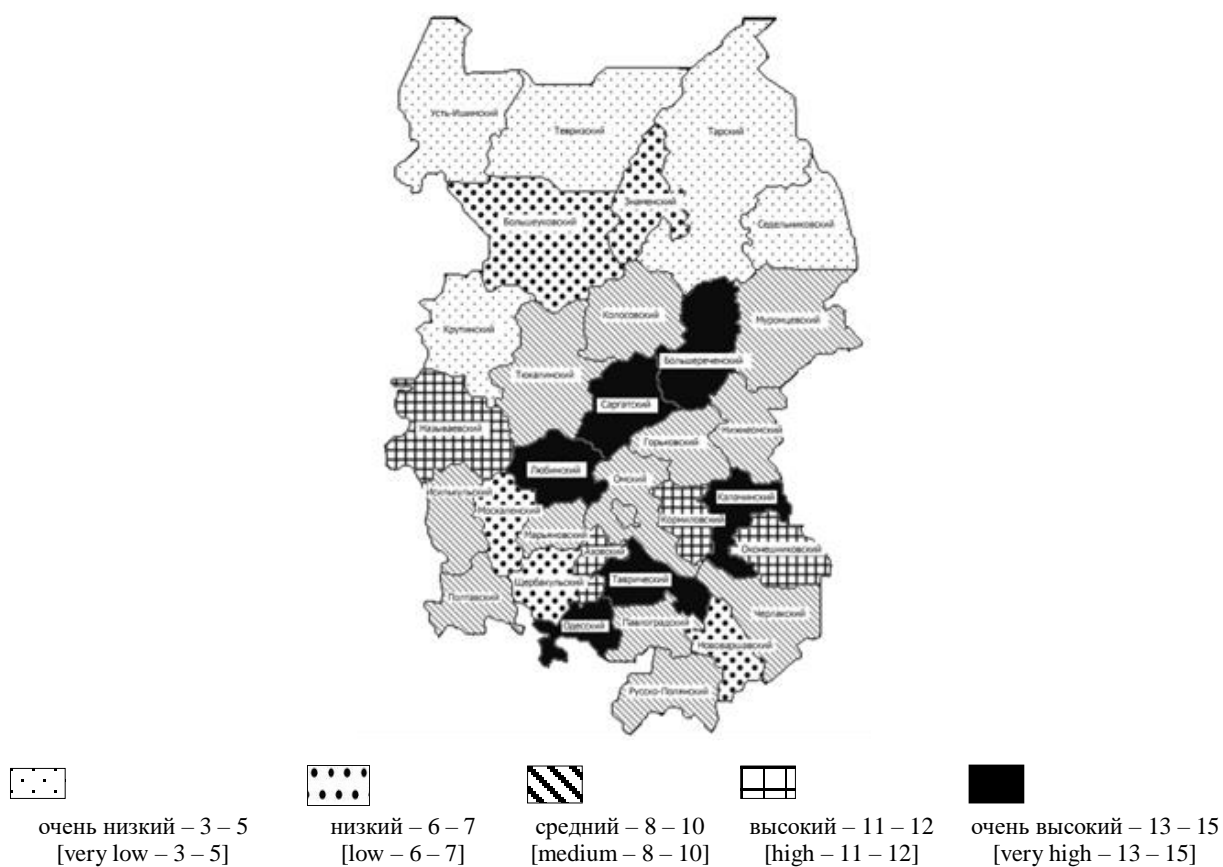 Усть-Ишимский
Тевризский
Тарский
Знаменский
Большеуковский
Седельниковский
Колосовский
Муромцевский
Крутинский
Большереченский
Тюкалинский
Саргатский
Называевский
Горьковский
Нижнеомский
Любинский
Омский
Исилькульский
Калачинский
Москаленский
Кормиловский
Марьяновский
Азовский
Оконешниковский
Таврический
Щербакульский
Полтавский
Черлакский
Одесский
Павлоградский
Нововаршавский
Русско-Полянский
очень низкий – 3 – 5
[very low – 3 – 5]
низкий – 6 – 7
[low – 6 – 7]
средний – 8 – 10
[medium – 8 – 10]
высокий – 11 – 12
[high – 11 – 12]
очень высокий – 13 – 15
[very high – 13 – 15]